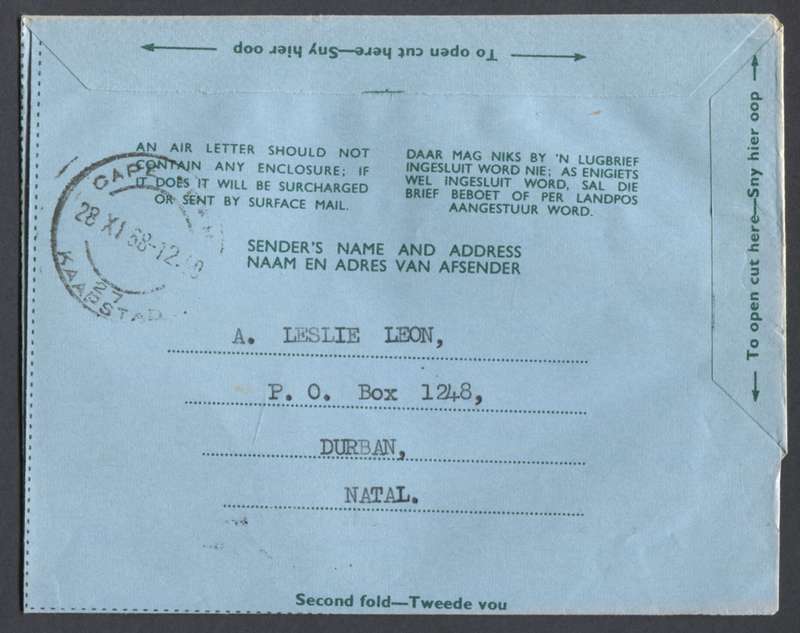 To open cut here—Sny hier oop
AN AIR LETTER SHOULD NOT
CONTAIN ANY ENCLOSURE; IF
IT DOES IT WILL BE SURCHARGED
OR SENT BY SURFACE MAIL.
DAAR MAG NIKS BY 'N LUGBRIEF
INGESLUIT WORD NIE; AS ENIGIETS
WEL INGESLUIT WORD, SAL DIE
BRIEF BEBOET OF PER LANDPOS
AANGESTUUR WORD.
To open cut here—Sny hier oop
CAPE
28 XI 68-12.
27
KAAPSTAD
SENDER'S NAME AND ADDRESS
NAAM EN ADRES VAN AFSENDER
A. LESLIE LEON,
P. O. Box 1248,
DURBAN,
NATAL.
Second fold—Tweede vou